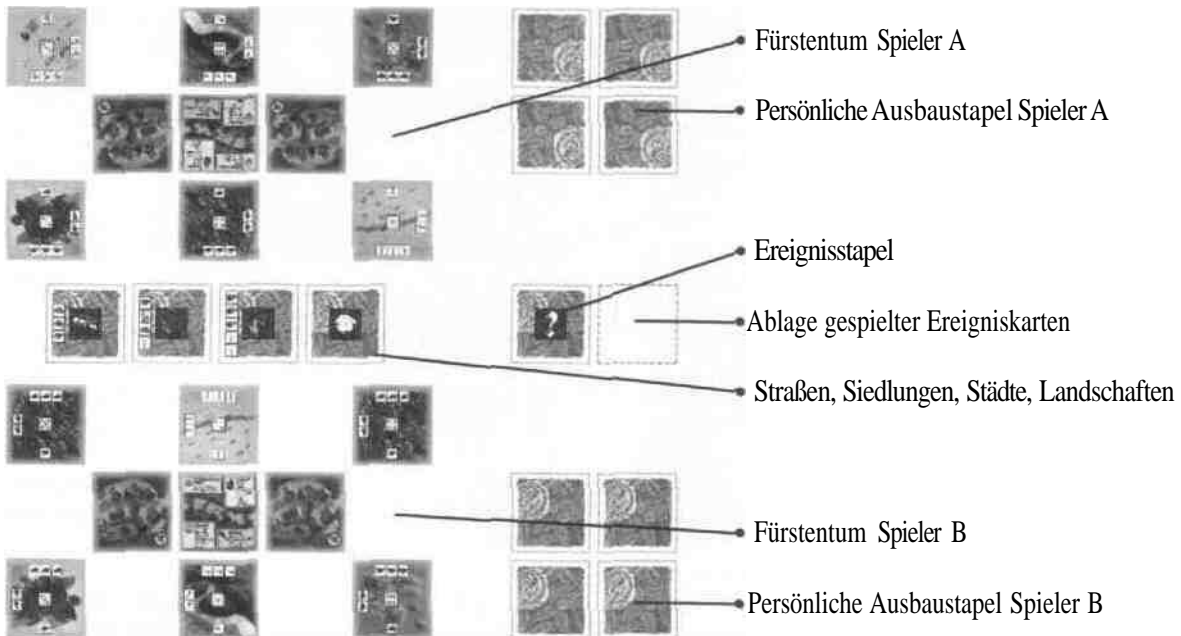 Fürstentum Spieler A
Persönliche Ausbaustapel Spieler A
Ereignisstapel
?
Ablage gespielter Ereigniskarten
Straßen, Siedlungen, Städte, Landschaften
Fürstentum Spieler B
Persönliche Ausbaustapel Spieler B